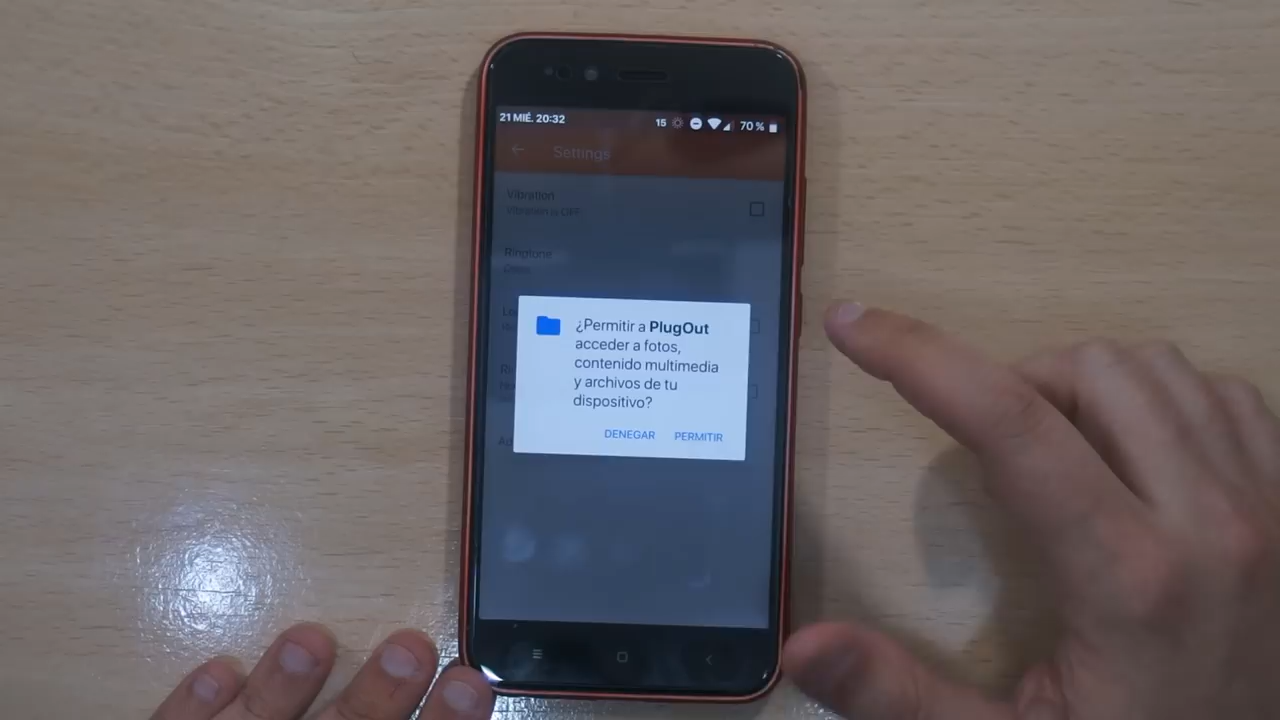 21 MIÉ. 20:32
15
70 %
Settings
Vibration
Vibration is OFF
Ringtone
¿Permitir a PlugOut
acceder a fotos,
contenido multimedia
y archivos de tu
dispositivo?
DENEGAR PERMITIR